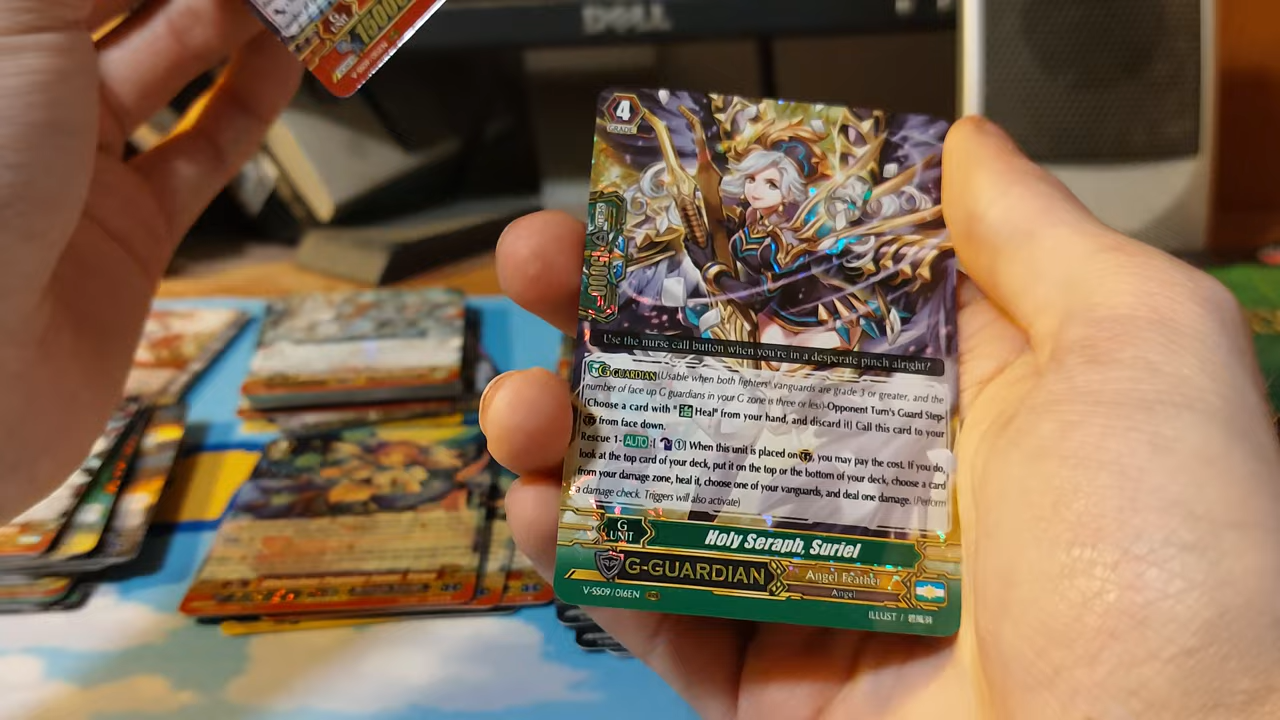 DELL
G
UNIT
15000
4
GRADE
15000
Use the nurse call button when you're in a desperate pinch alright?
G GUARDIAN (Usable when both fighters' vanguards are grade 3 or greater, and the
number of face up G guardians in your G zone is three or less)-Opponent Turn's Guard Step-
[Choose a card with " Heal" from your hand, and discard it] Call this card to your
from face down.
Rescue 1- AUTO :[ ①] When this unit is placed on , you may pay the cost. If you do,
look at the top card of your deck, put it on the top or the bottom of your deck, choose a card
from your damage zone, heal it, choose one of your vanguards, and deal one damage. (Perform
a damage check. Triggers will also activate)
G
UNIT
Holy Seraph, Suriel
G-GUARDIAN
Angel Feather
Angel
V-SS09/016EN RRR
ILLUST /